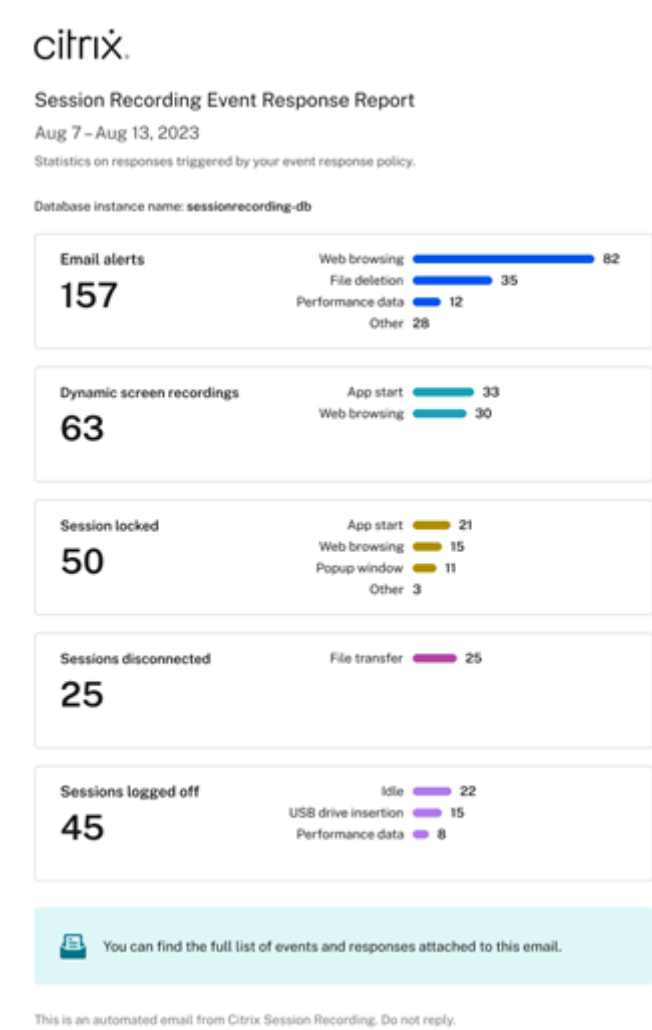 citrix.
Session Recording Event Response Report
Aug 7 – Aug 13, 2023
Statistics on responses triggered by your event response policy.
Database instance name: sessionrecording-db
Email alerts
157
Web browsing 82
File deletion 35
Performance data 12
Other 28
Dynamic screen recordings
63
App start 33
Web browsing 30
Session locked
50
App start 21
Web browsing 15
Popup window 11
Other 3
Sessions disconnected
25
File transfer 25
Sessions logged off
45
Idle 22
USB drive insertion 15
Performance data 8
You can find the full list of events and responses attached to this email.
This is an automated email from Citrix Session Recording. Do not reply.